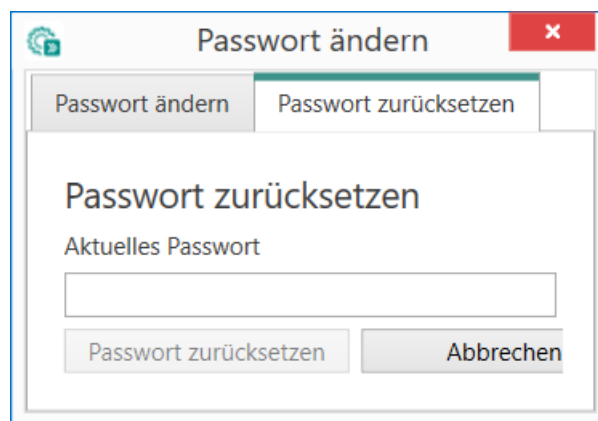 Passwort ändern
Passwort ändern Passwort zurücksetzen
Passwort zurücksetzen
Aktuelles Passwort
Passwort zurücksetzen Abbrechen